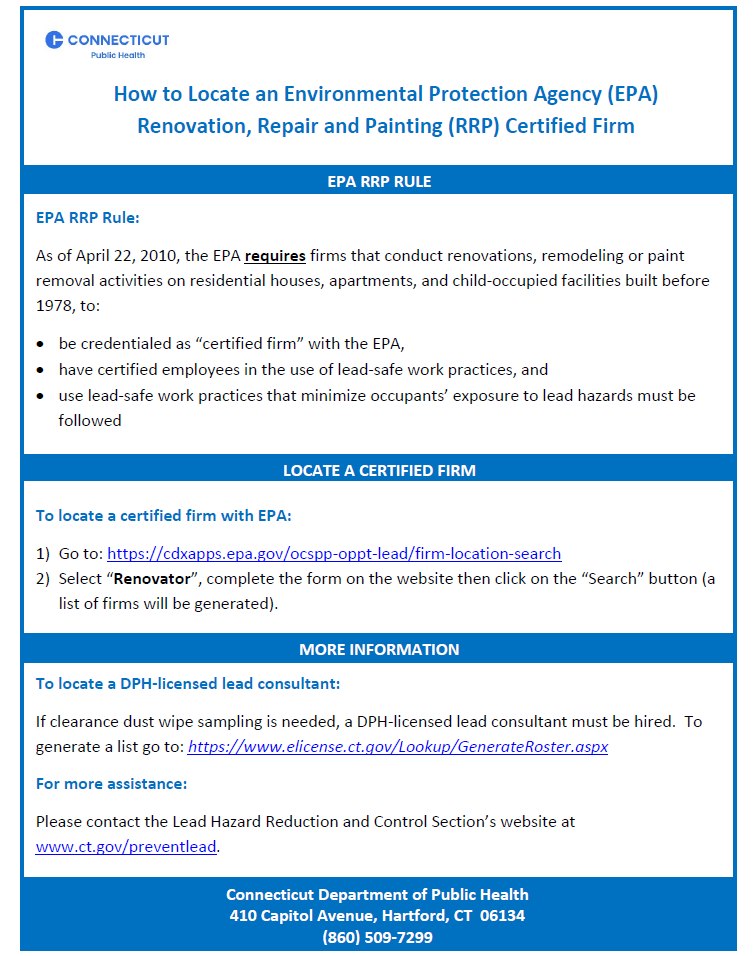 CONNECTICUT
Public Health
How to Locate an Environmental Protection Agency (EPA)
Renovation, Repair and Painting (RRP) Certified Firm
EPA RRP RULE
EPA RRP Rule:
As of April 22, 2010, the EPA requires firms that conduct renovations, remodeling or paint
removal activities on residential houses, apartments, and child-occupied facilities built before
1978, to:
• be credentialed as “certified firm” with the EPA,
• have certified employees in the use of lead-safe work practices, and
• use lead-safe work practices that minimize occupants’ exposure to lead hazards must be
followed
LOCATE A CERTIFIED FIRM
To locate a certified firm with EPA:
1) Go to: https://cdxapps.epa.gov/ocspp-oppt-lead/firm-location-search
2) Select “Renovator”, complete the form on the website then click on the “Search” button (a
list of firms will be generated).
MORE INFORMATION
To locate a DPH-licensed lead consultant:
If clearance dust wipe sampling is needed, a DPH-licensed lead consultant must be hired.  To
generate a list go to: https://www.elicense.ct.gov/Lookup/GenerateRoster.aspx
For more assistance:
Please contact the Lead Hazard Reduction and Control Section’s website at
www.ct.gov/preventlead.
Connecticut Department of Public Health
410 Capitol Avenue, Hartford, CT  06134
(860) 509-7299